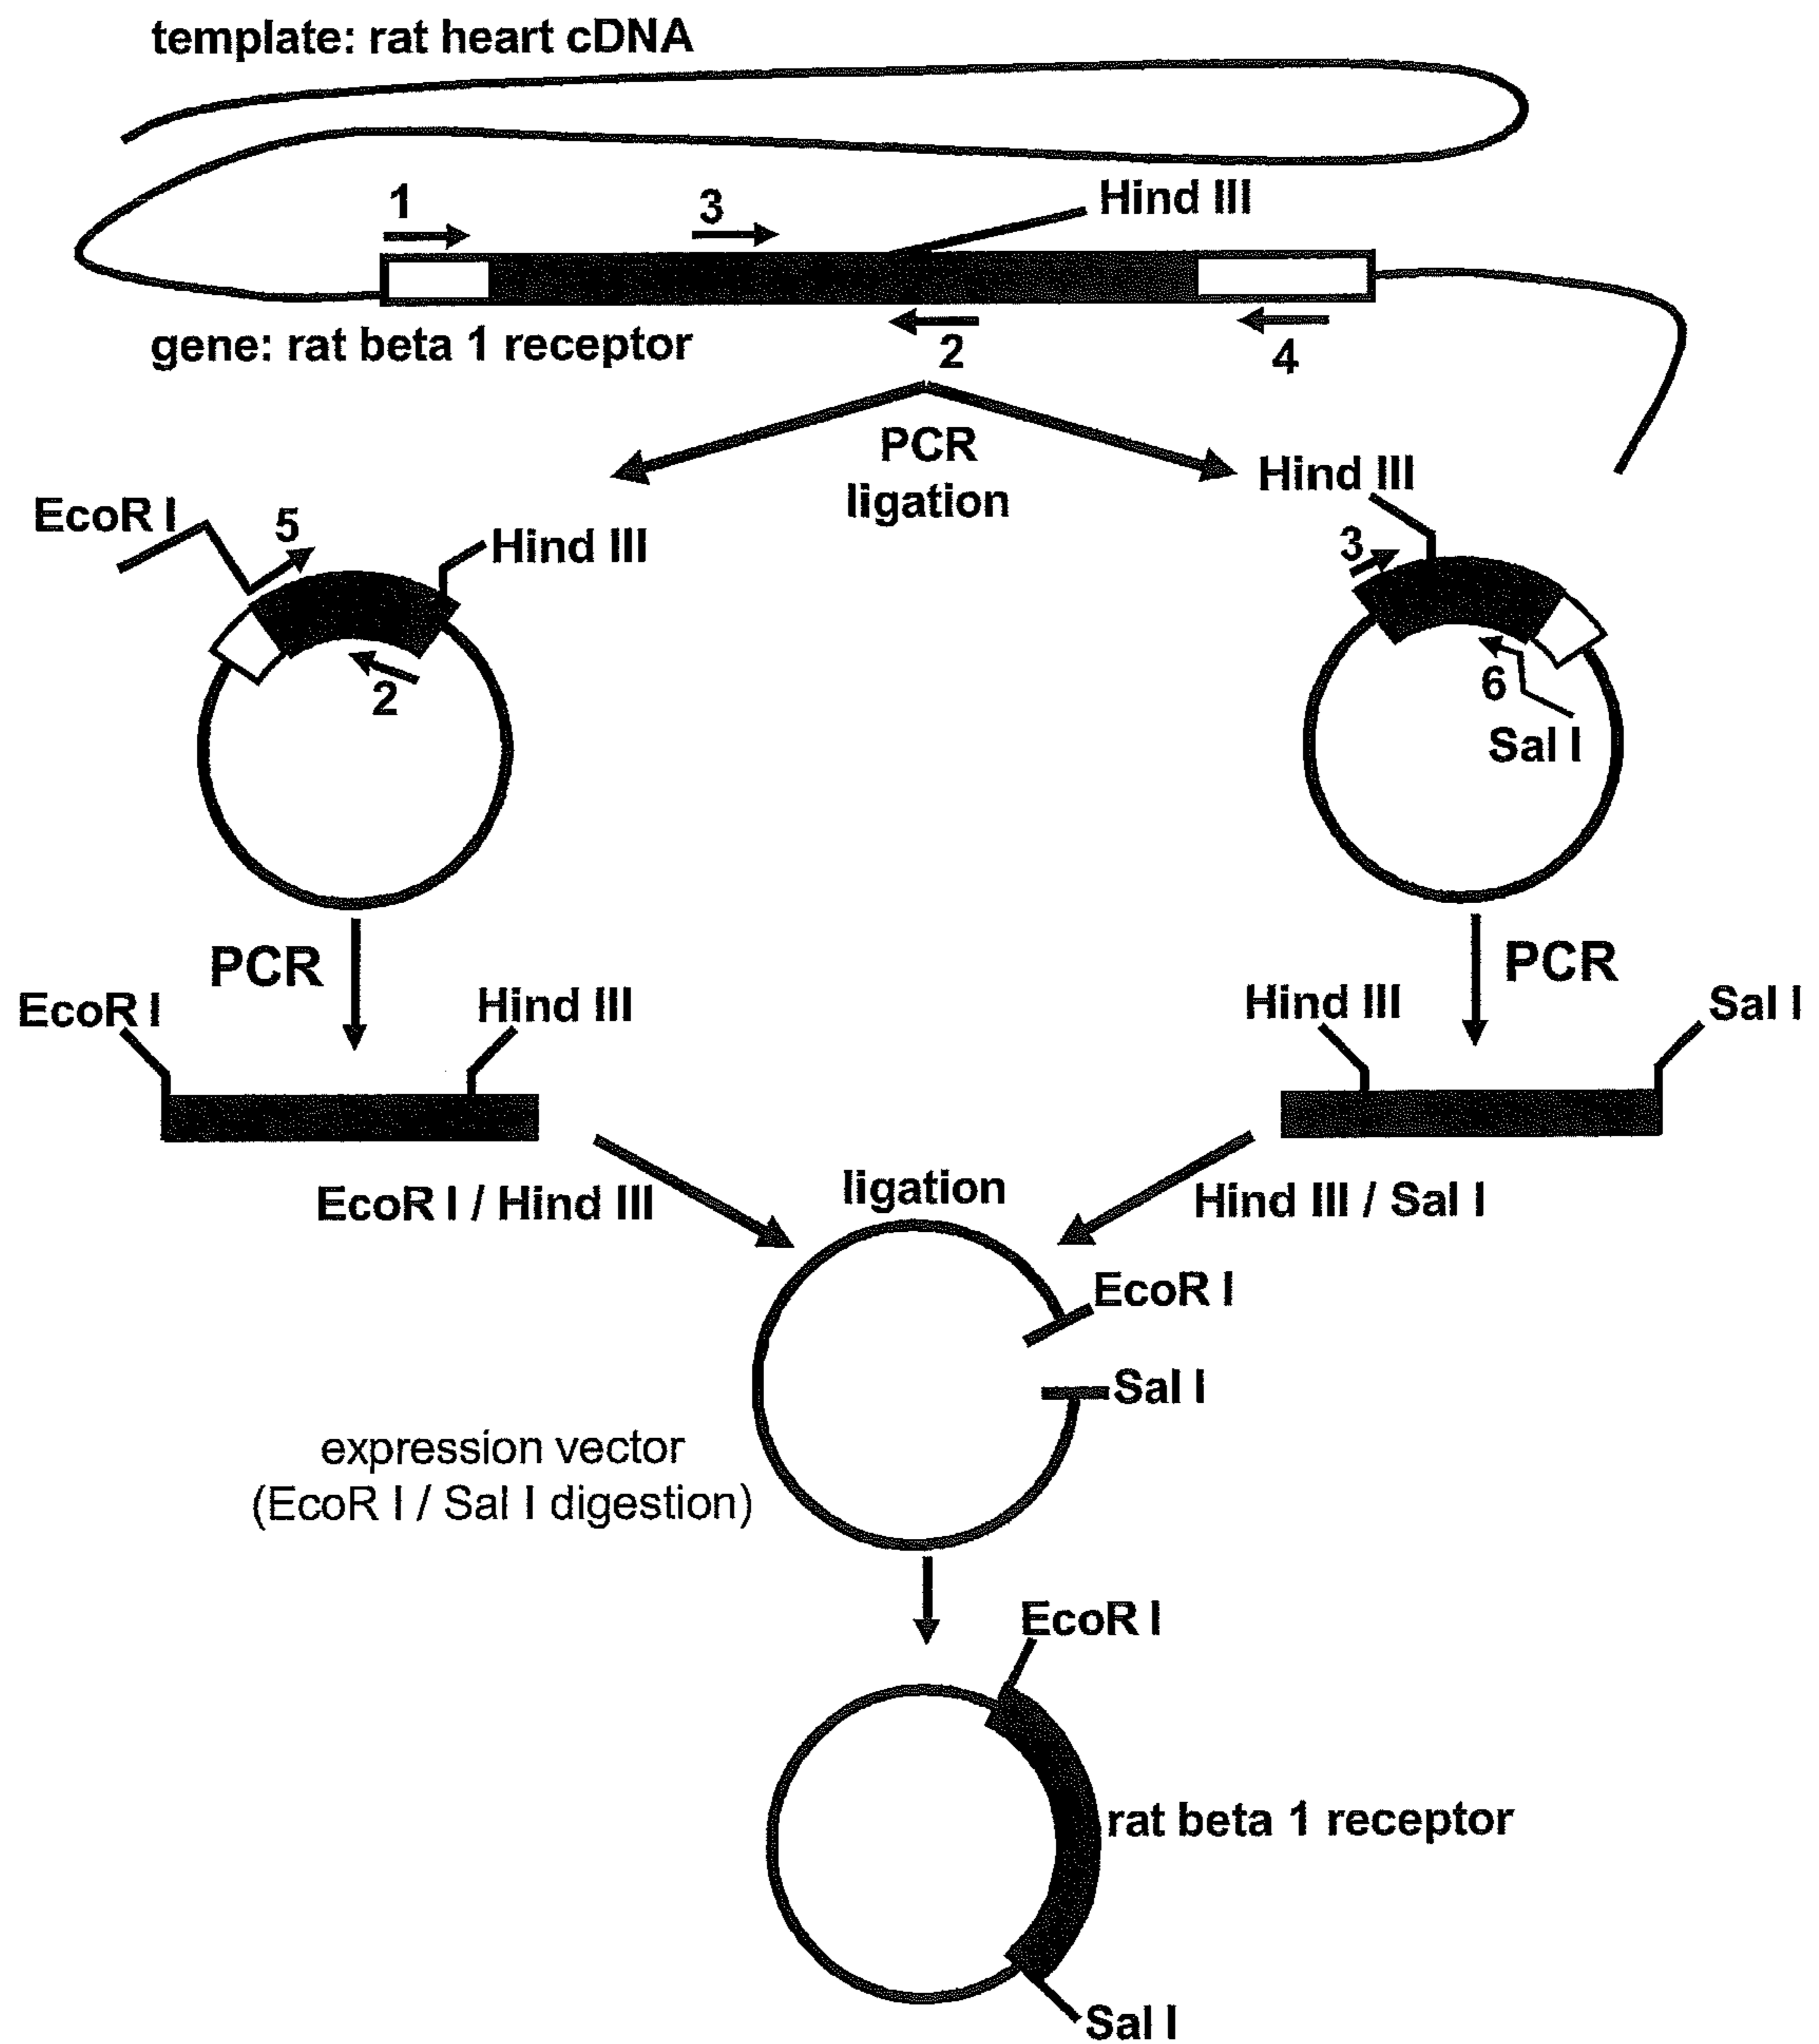 template: rat heart cDNA
1
3
Hind III
gene: rat beta 1 receptor
2
4
PCR
ligation
EcoR I
5
Hind III
2
Hind III
3
6
Sal I
PCR
PCR
EcoR I
Hind III
Hind III
Sal I
EcoR I / Hind III
ligation
Hind III / Sal I
EcoR I
Sal I
expression vector
(EcoR I / Sal I digestion)
EcoR I
rat beta 1 receptor
Sal I